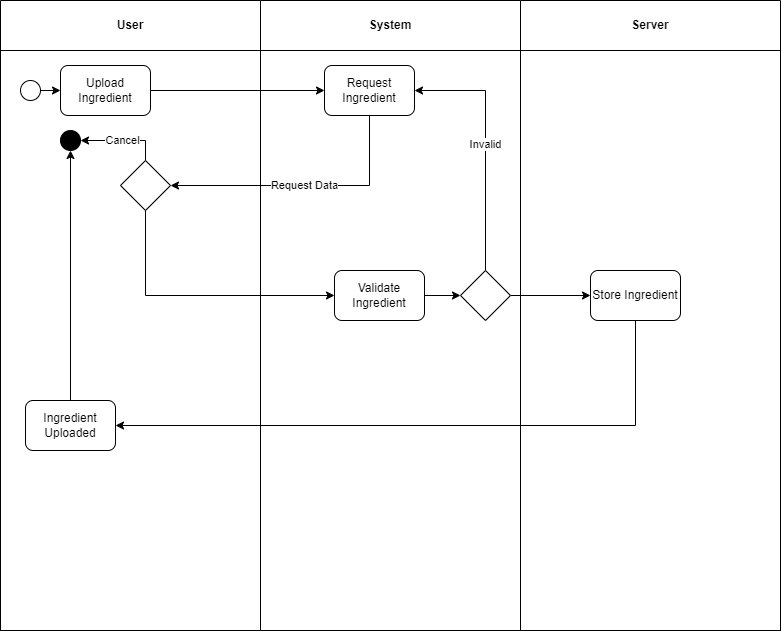 User
System
Server
Upload
Ingredient
Request
Ingredient
Cancel
Invalid
Request Data
Validate
Ingredient
Store Ingredient
Ingredient
Uploaded